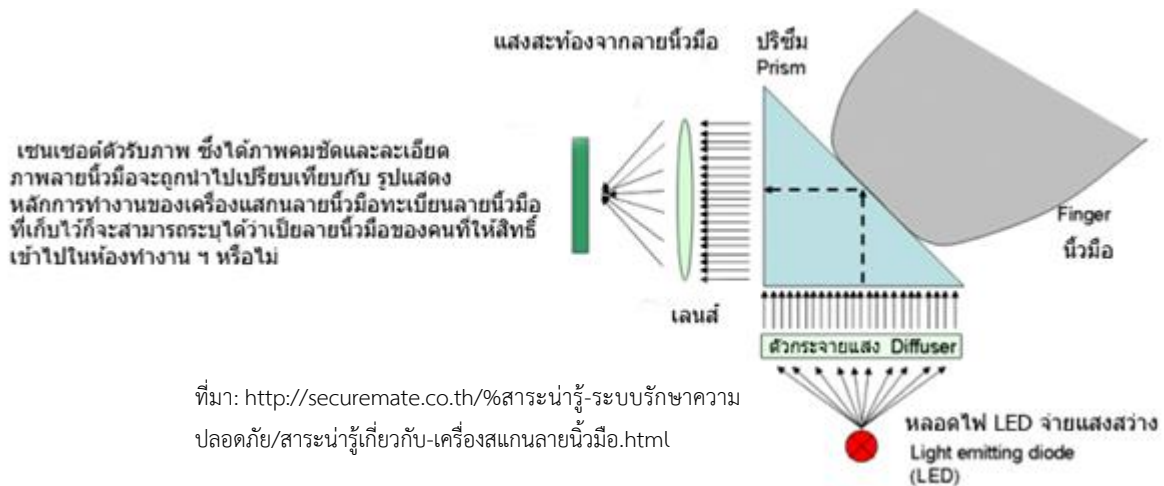 แสงสะท้องจากลายนิ้วมือ
ปริซึ่ม
Prism
เซนเซอต์ตัวรับภาพ ซึ่งได้ภาพคมชัดและละเอียด
ภาพลายนิ้วมือจะถูกนำไปเปรียบเทียบกับ รูปแสดง
หลักการทำงานของเครื่องแสกนลายนิ้วมือทะเบียนลายนิ้วมือ
ที่เก็บไว้ก็จะสามารถระบุได้ว่าเป็ยลายนิ้วมือของคนที่ให้สิทธิ์
เข้าไปในห้องทำงาน ฯ หรือไม่
Finger
นิ้วมือ
เลนส์
ตัวกระจายแสง Diffuser
ที่มา: http://securemate.co.th/%สาระน่ารู้-ระบบรักษาความ
ปลอดภัย/สาระน่ารู้เกี่ยวกับ-เครื่องสแกนลายนิ้วมือ.html
หลอดไฟ LED จ่ายแสงสว่าง
Light emitting diode
(LED)